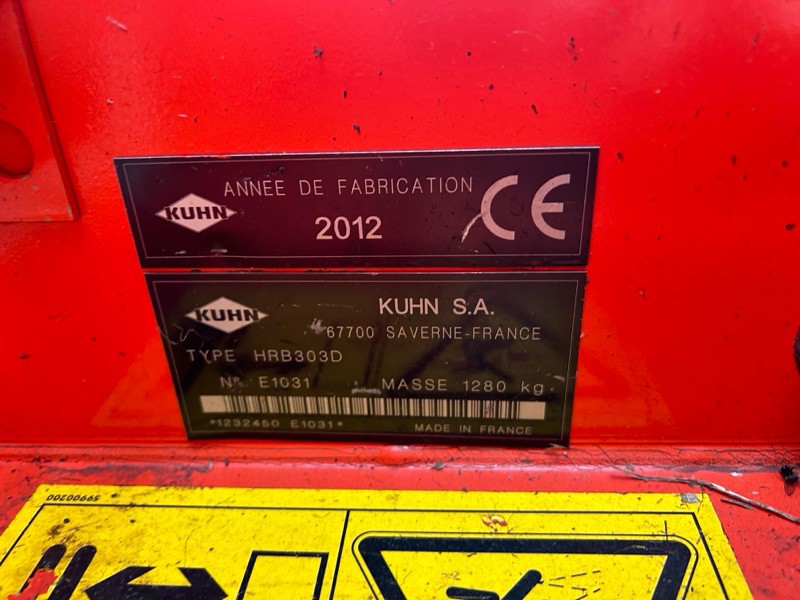 ANNEE DE FABRICATION
KUHN
2012
CE
KUHN
KUHN S.A.
67700 SAVERNE-FRANCE
TYPE HRB303D
N° E1031 MASSE 1280 kg
*1232450 E1031* MADE IN FRANCE
59900200